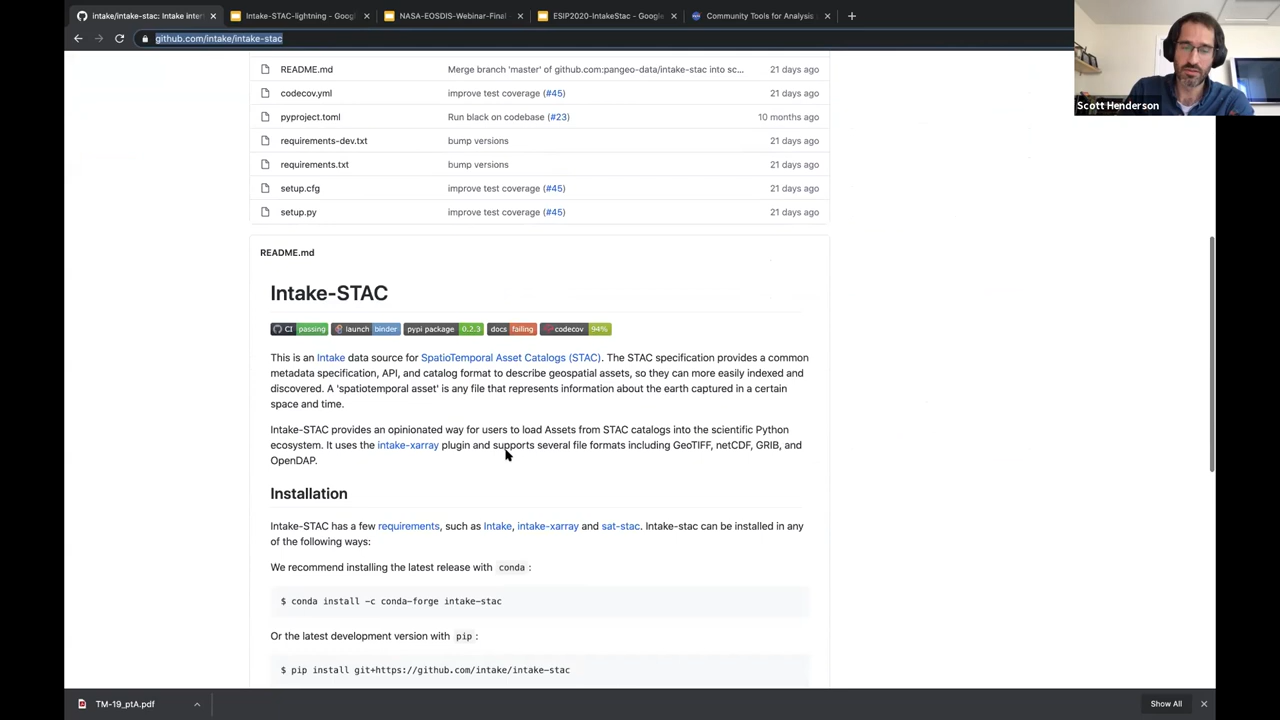 intake/intake-stac: Intake inter
Intake-STAC-lightning - Googl
NASA-EOSDIS-Webinar-Final
ESIP2020-IntakeStac - Google
Community Tools for Analysis
github.com/intake/intake-stac
Scott Henderson
README.md Merge branch 'master' of github.com:pangeo-data/intake-stac into sc... 21 days ago
codecov.yml improve test coverage (#45) 21 days ago
pyproject.toml Run black on codebase (#23) 10 months ago
requirements-dev.txt bump versions 21 days ago
requirements.txt bump versions 21 days ago
setup.cfg improve test coverage (#45) 21 days ago
setup.py improve test coverage (#45) 21 days ago
README.md
Intake-STAC
CI passing launch binder pypi package 0.2.3 docs failing codecov 94%
This is an Intake data source for SpatioTemporal Asset Catalogs (STAC). The STAC specification provides a common
metadata specification, API, and catalog format to describe geospatial assets, so they can more easily indexed and
discovered. A 'spatiotemporal asset' is any file that represents information about the earth captured in a certain
space and time.
Intake-STAC provides an opinionated way for users to load Assets from STAC catalogs into the scientific Python
ecosystem. It uses the intake-xarray plugin and supports several file formats including GeoTIFF, netCDF, GRIB, and
OpenDAP.
Installation
Intake-STAC has a few requirements, such as Intake, intake-xarray and sat-stac. Intake-stac can be installed in any
of the following ways:
We recommend installing the latest release with conda :
$ conda install -c conda-forge intake-stac
Or the latest development version with pip :
$ pip install git+https://github.com/intake/intake-stac
TM-19_ptA.pdf
Show All